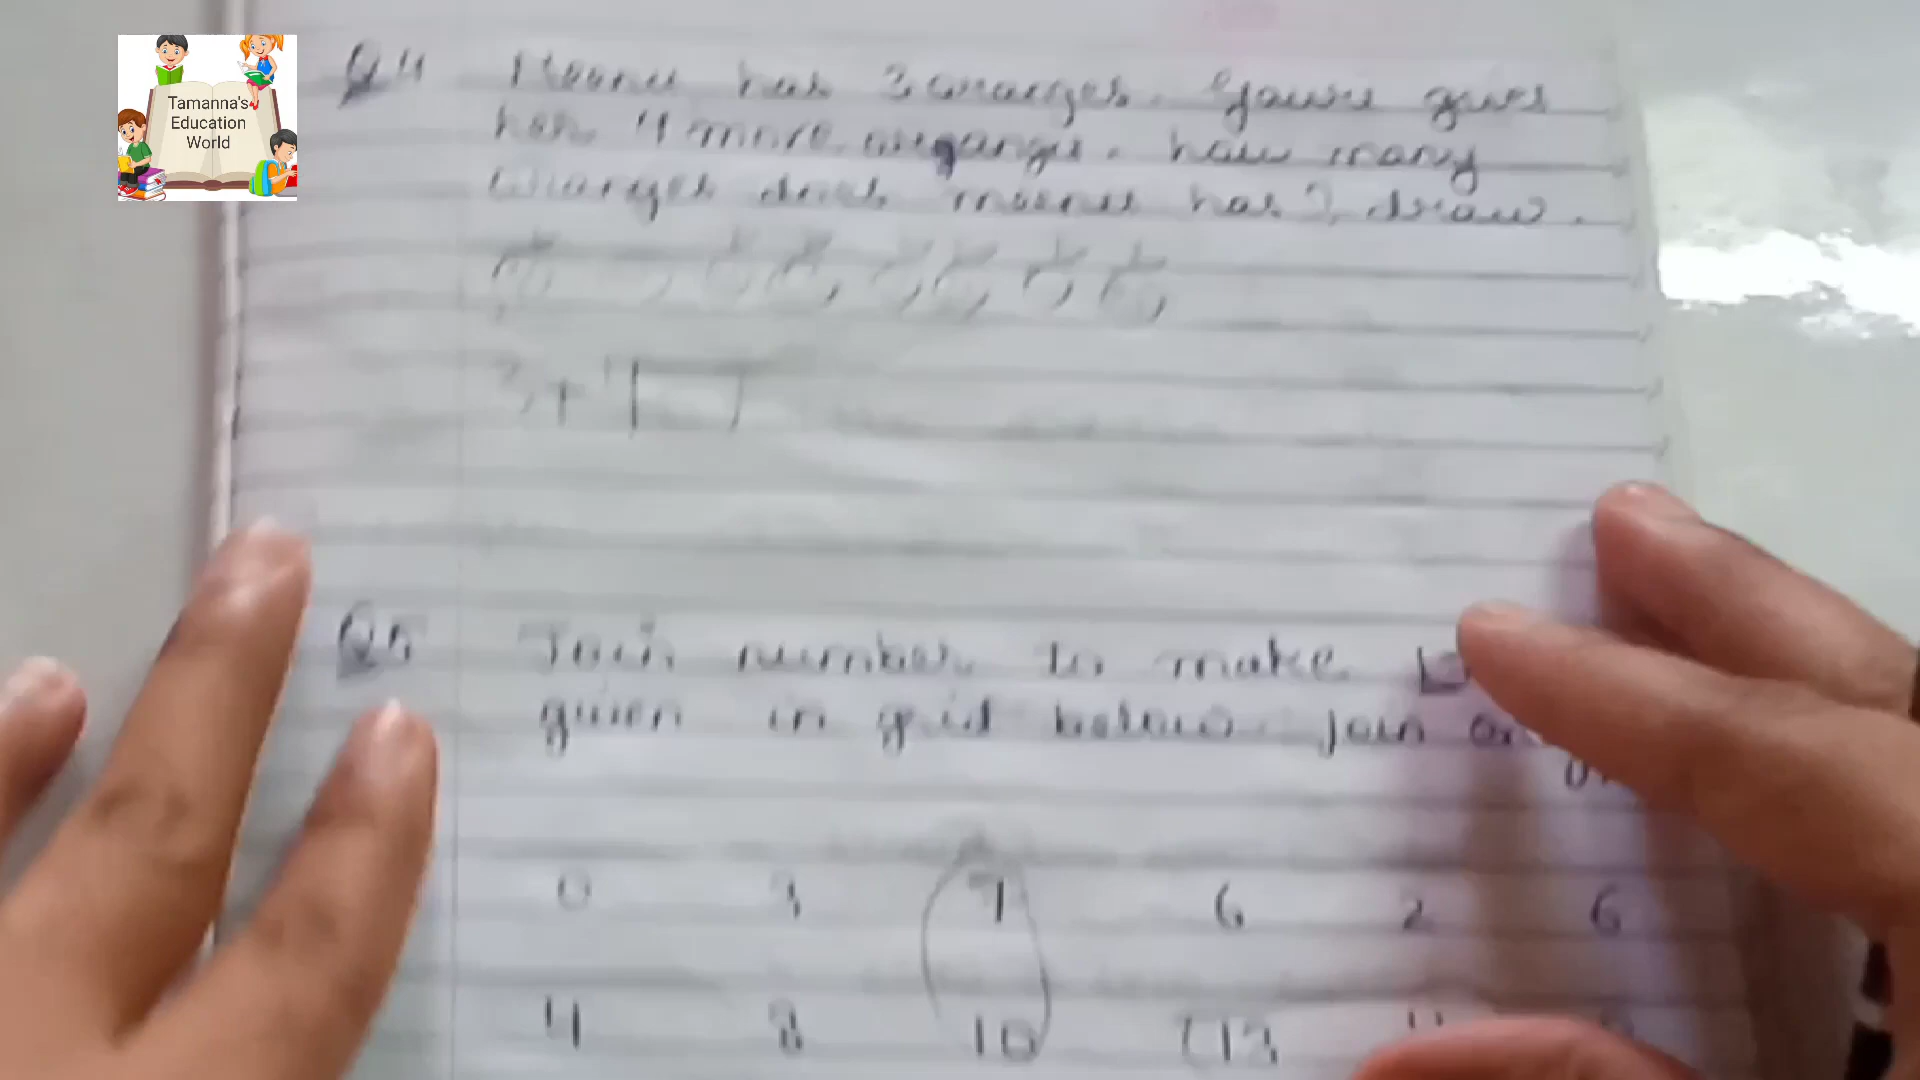 Tamanna's
Education
World
Q4 Meenu has 3 oranges. gives
her 4 more. how many
oranges does meenu has? draw.
3+4
Q5 Join number to make
given in grid below. join
0 3 7 6 2 6
4 8 10 13 4